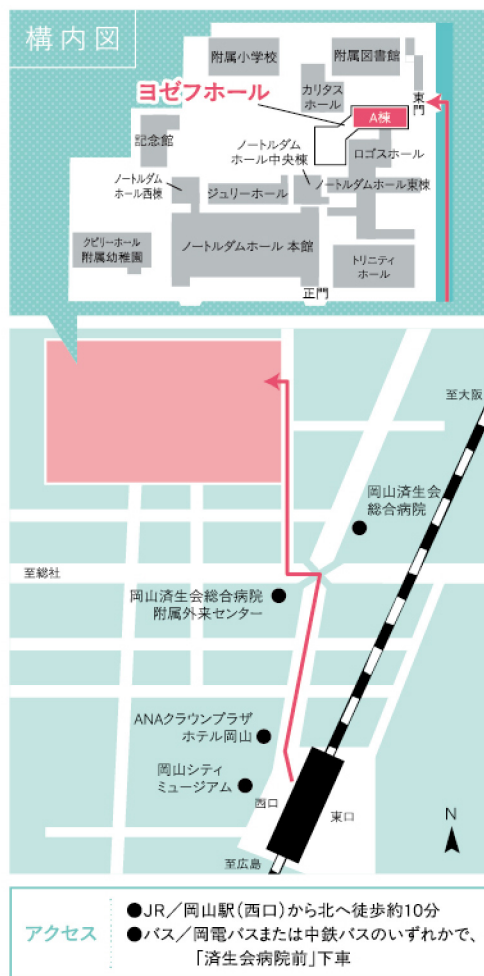 構内図
附属小学校
附属図書館
カリタス
ホール
ヨゼフホール
A棟
東門
記念館
ノートルダム
ホール中央棟
ロゴスホール
ノートルダム
ホール西棟
ジュリーホール
ノートルダムホール東棟
クビリーホール
附属幼稚園
ノートルダムホール 本館
トリニティ
ホール
正門
至大阪
岡山済生会
総合病院
至総社
岡山済生会総合病院
附属外来センター
ANAクラウンプラザ
ホテル岡山
岡山シティ
ミュージアム
西口
東口
N
至広島
アクセス
●JR／岡山駅（西口）から北へ徒歩約10分
●バス／岡電バスまたは中鉄バスのいずれかで、
「済生会病院前」下車